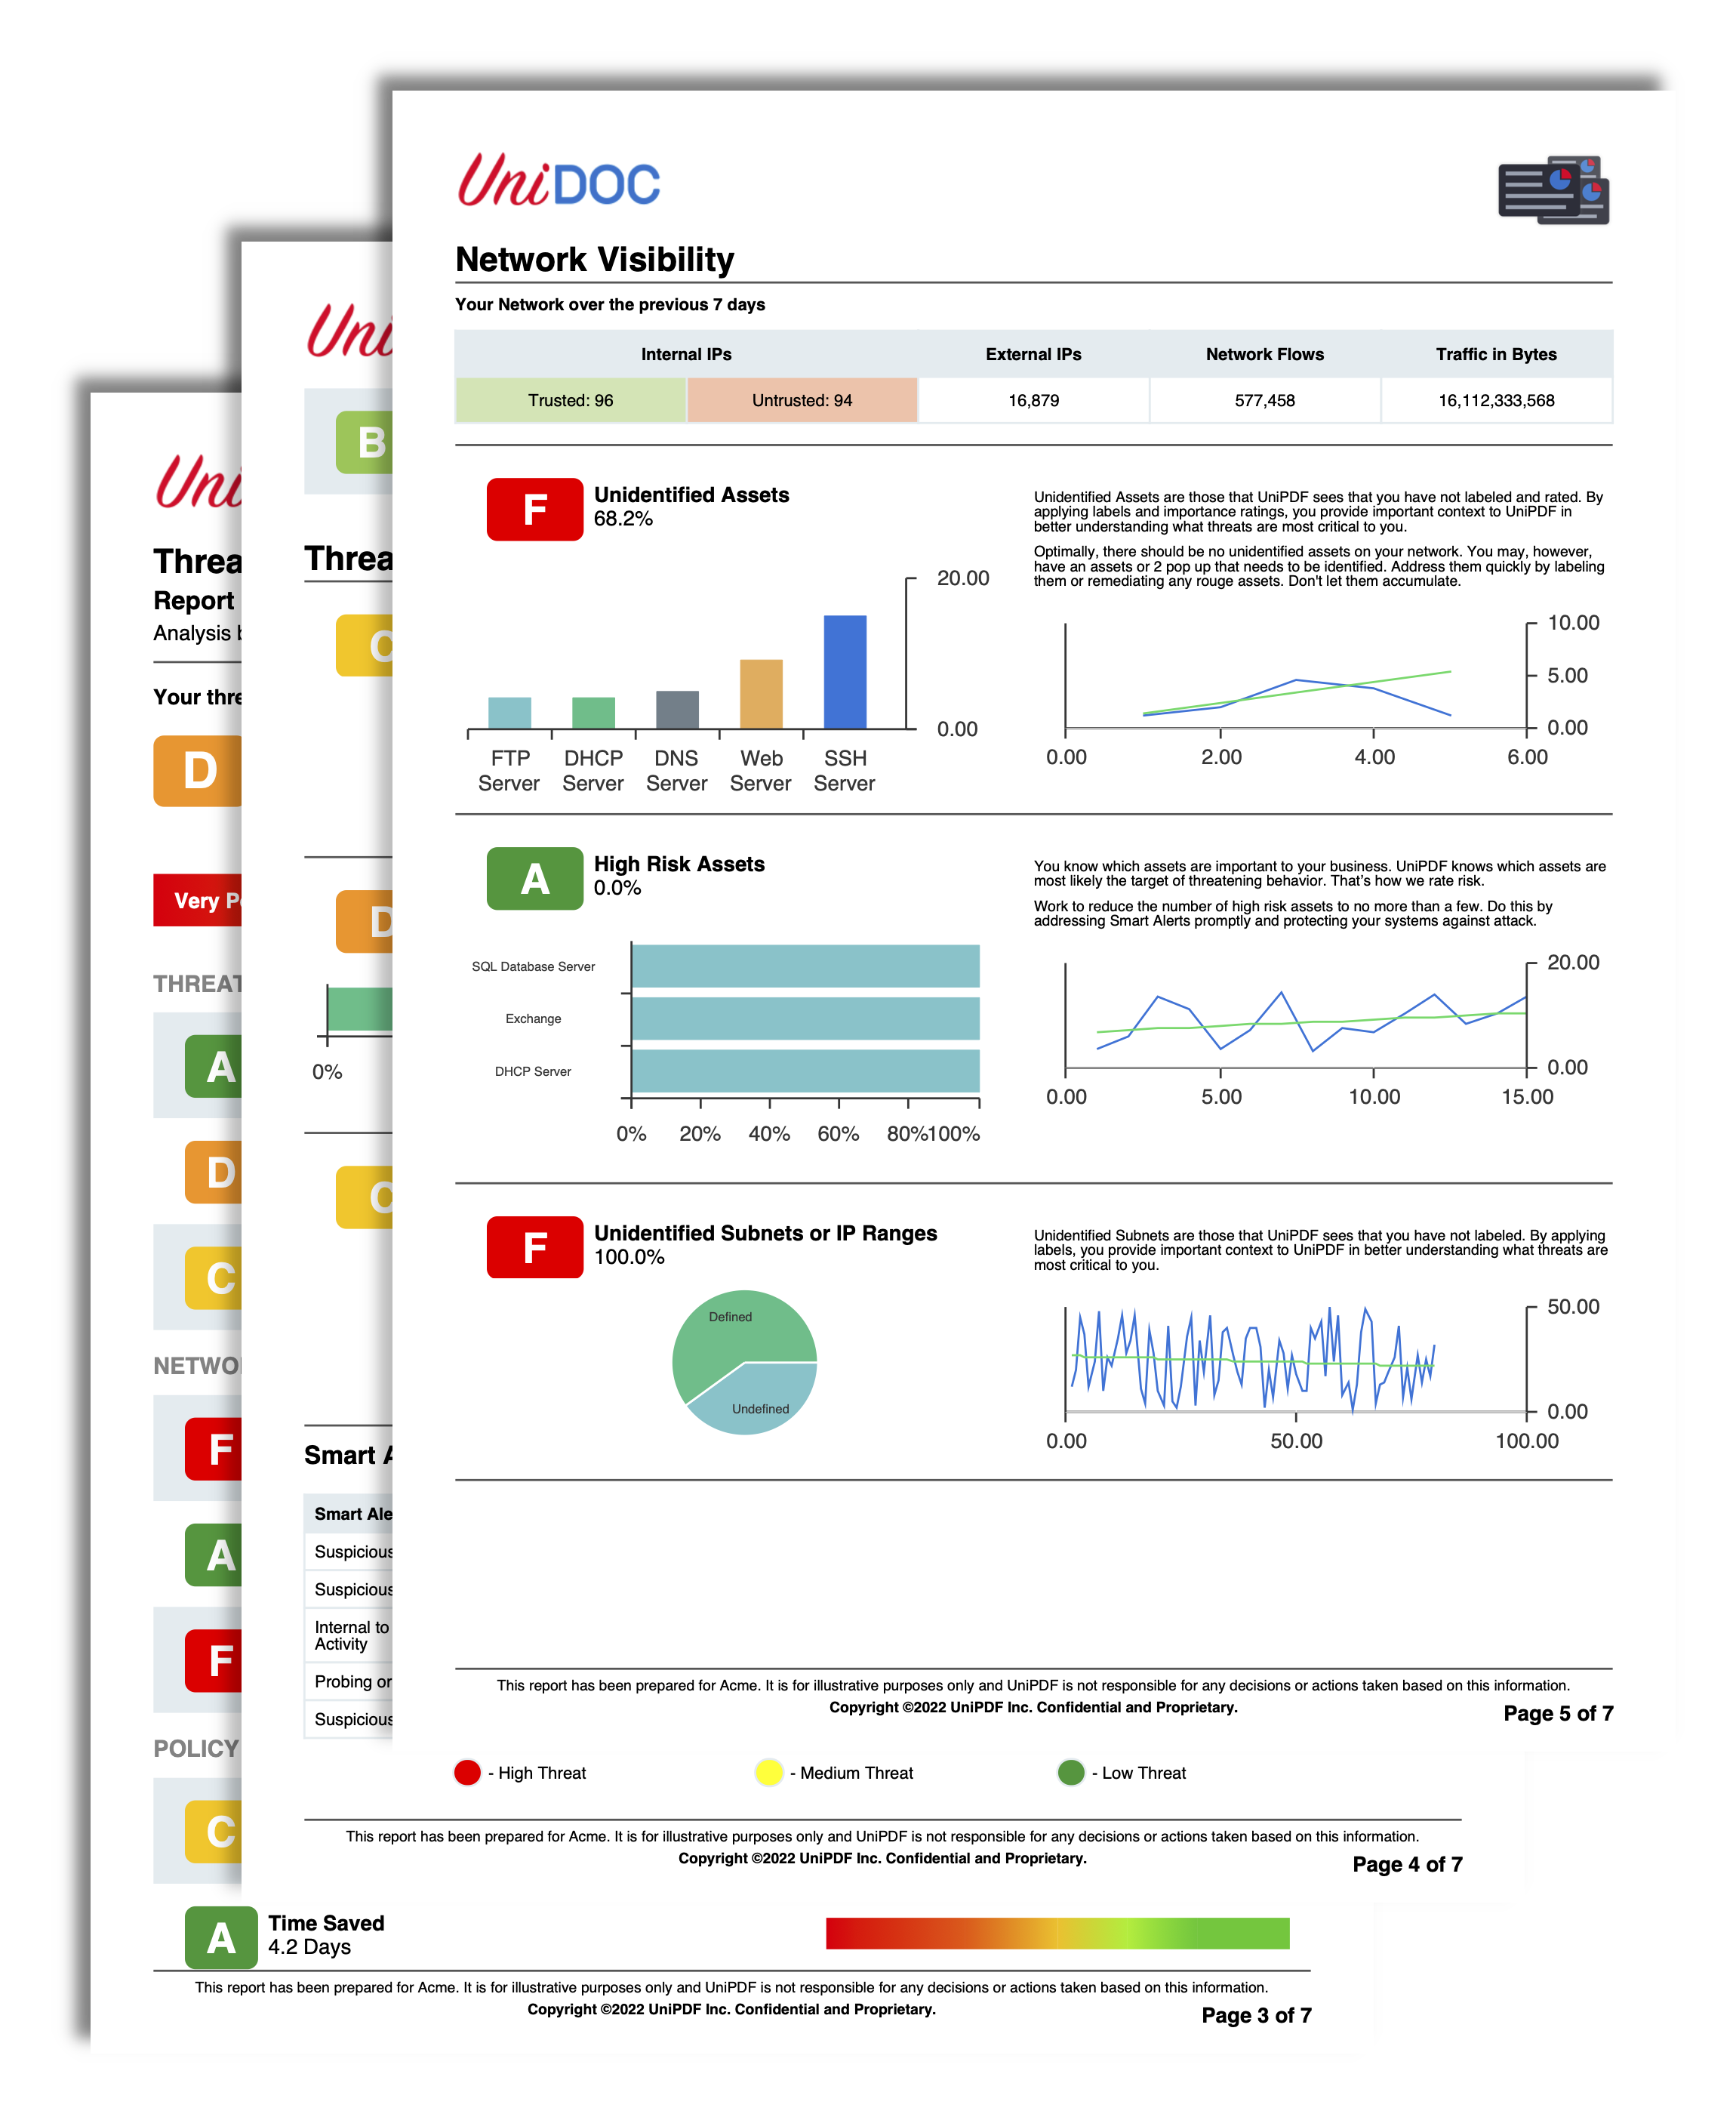 UniDOC
Network Visibility
Your Network over the previous 7 days
Internal IPs External IPs Network Flows Traffic in Bytes
Trusted: 96 Untrusted: 94 16,879 577,458 16,112,333,568
F
Unidentified Assets
68.2%
20.00
0.00
FTP Server
DHCP Server
DNS Server
Web Server
SSH Server
Unidentified Assets are those that UniPDF sees that you have not labeled and rated. By
applying labels and importance ratings, you provide important context to UniPDF in
better understanding what threats are most critical to you.
Optimally, there should be no unidentified assets on your network. You may, however,
have an assets or 2 pop up that needs to be identified. Address them quickly by labeling
them or remediating any rouge assets. Don't let them accumulate.
10.00
5.00
0.00
0.00 2.00 4.00 6.00
A
High Risk Assets
0.0%
SQL Database Server
Exchange
DHCP Server
0% 20% 40% 60% 80% 100%
You know which assets are important to your business. UniPDF knows which assets are
most likely the target of threatening behavior. That's how we rate risk.
Work to reduce the number of high risk assets to no more than a few. Do this by
addressing Smart Alerts promptly and protecting your systems against attack.
20.00
0.00
0.00 5.00 10.00 15.00
F
Unidentified Subnets or IP Ranges
100.0%
Defined
Undefined
Unidentified Subnets are those that UniPDF sees that you have not labeled. By applying
labels, you provide important context to UniPDF in better understanding what threats are
most critical to you.
50.00
0.00
0.00 50.00 100.00
This report has been prepared for Acme. It is for illustrative purposes only and UniPDF is not responsible for any decisions or actions taken based on this information.
Copyright ©2022 UniPDF Inc. Confidential and Proprietary.
Page 5 of 7
Uni
B
C
D
0%
C
Smart
Suspicious
Suspicious
Internal to
Activity
Probing or
Suspicious
- High Threat - Medium Threat - Low Threat
This report has been prepared for Acme. It is for illustrative purposes only and UniPDF is not responsible for any decisions or actions taken based on this information.
Copyright ©2022 UniPDF Inc. Confidential and Proprietary.
Page 4 of 7
Uni
Report
Analysis
Your
D
Very
A
D
C
F
A
F
POLICY
C
A
Time Saved
4.2 Days
This report has been prepared for Acme. It is for illustrative purposes only and UniPDF is not responsible for any decisions or actions taken based on this information.
Copyright ©2022 UniPDF Inc. Confidential and Proprietary.
Page 3 of 7